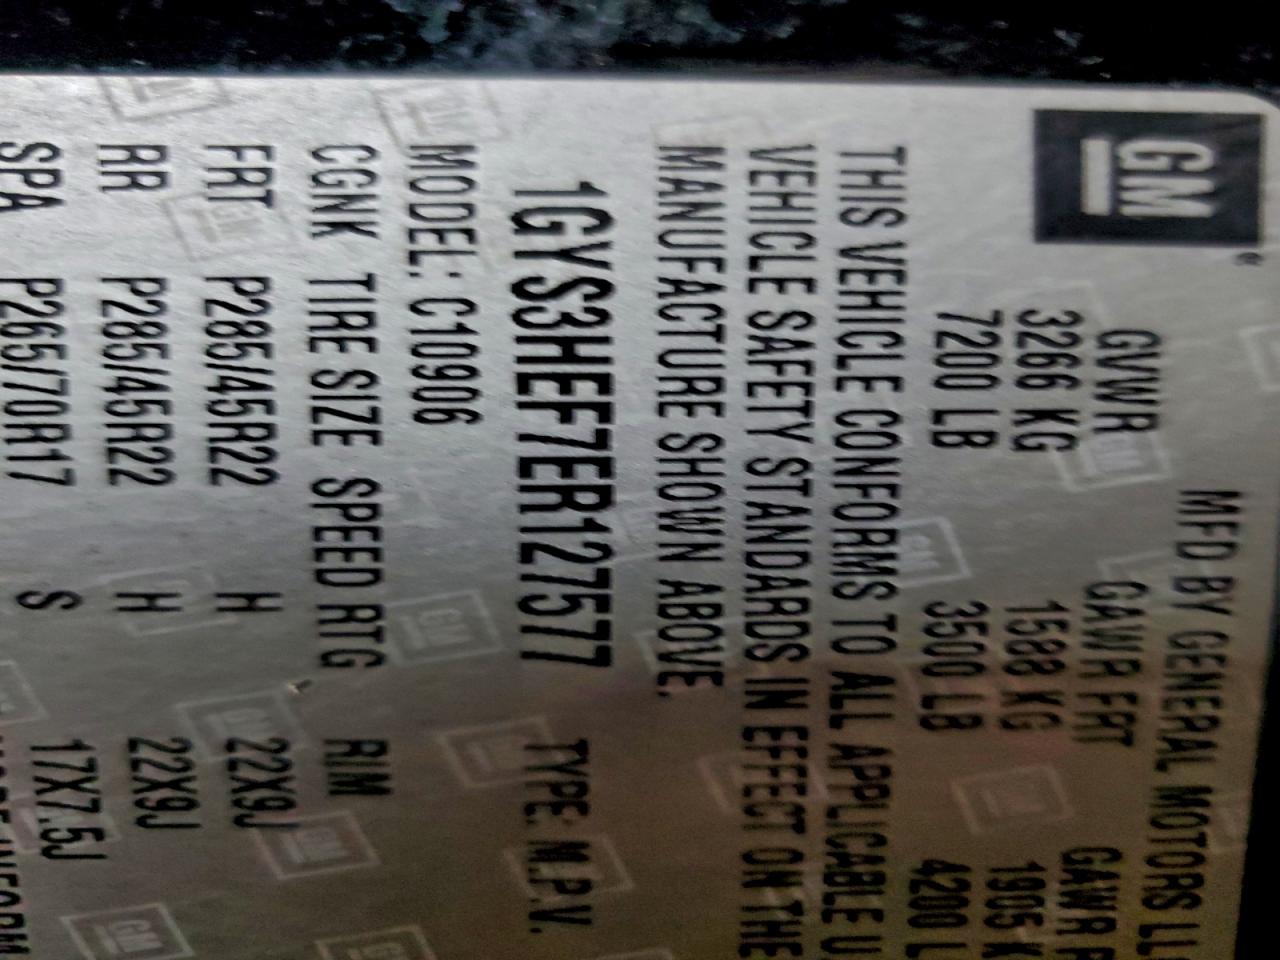 GM
MFD BY GENERAL MOTORS
GVWR GAWR FRT GAWR
3266 KG 1588 KG 1905
7200 LB 3500 LB 4200
THIS VEHICLE CONFORMS TO ALL APPLICABLE U.
VEHICLE SAFETY STANDARDS IN EFFECT ON THE
MANUFACTURE SHOWN ABOVE.
1GYS3HEF7ER127577 TYPE: M.P.V.
MODEL: C10906
CGNK TIRE SIZE SPEED RTG RIM
FRT P285/45R22 H 22X9J
RR P285/45R22 H 22X9J
SPA P265/70R17 S 17X7.5J